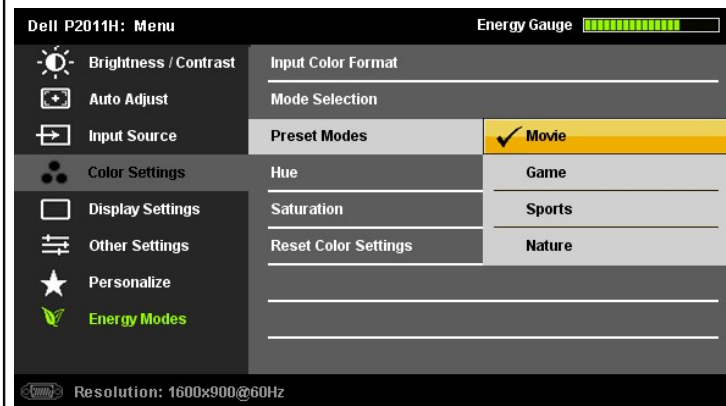 Dell P2011H: Menu
Energy Gauge
Brightness / Contrast
Auto Adjust
Input Source
Color Settings
Display Settings
Other Settings
Personalize
Energy Modes
Input Color Format
Mode Selection
Preset Modes
Hue
Saturation
Reset Color Settings
Movie
Game
Sports
Nature
Resolution: 1600x900@60Hz